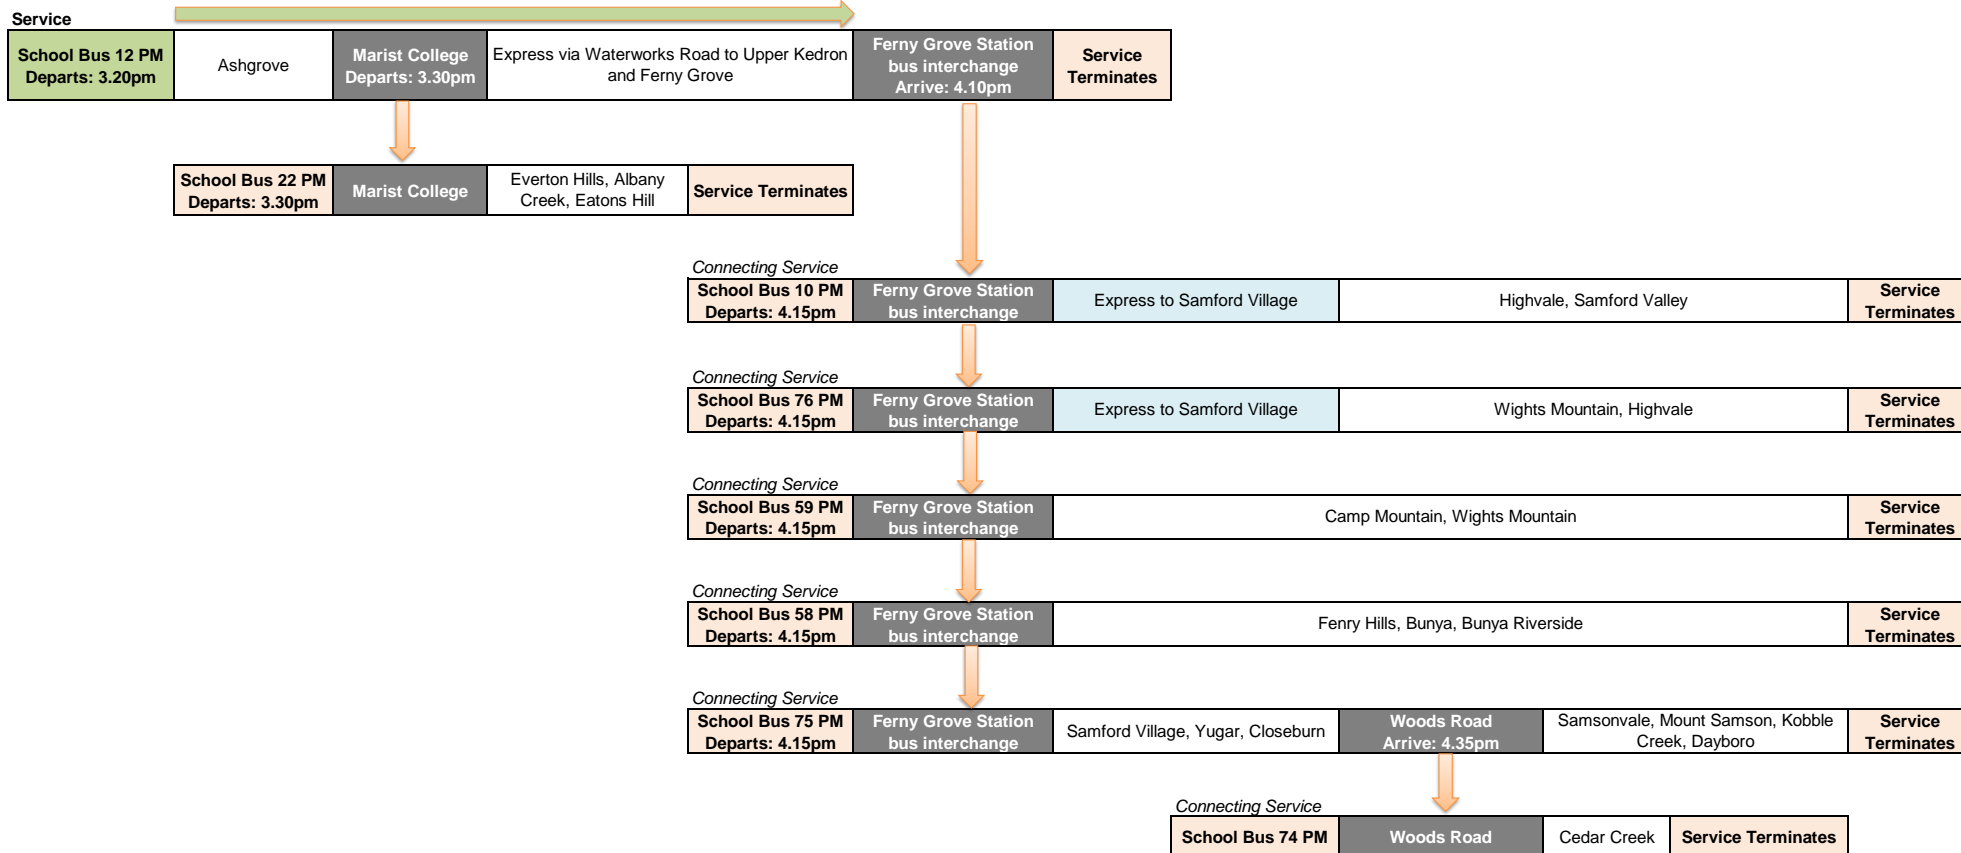 Service
School Bus 12 PM
Departs: 3.20pm
Ashgrove
Marist College
Departs: 3.30pm
Express via Waterworks Road to Upper Kedron
and Ferny Grove
Ferny Grove Station
bus interchange
Arrive: 4.10pm
Service
Terminates
School Bus 22 PM
Departs: 3.30pm
Marist College
Everton Hills, Albany
Creek, Eatons Hill
Service Terminates
Connecting Service
School Bus 10 PM
Departs: 4.15pm
Ferny Grove Station
bus interchange
Express to Samford Village
Highvale, Samford Valley
Service
Terminates
Connecting Service
School Bus 76 PM
Departs: 4.15pm
Ferny Grove Station
bus interchange
Express to Samford Village
Wights Mountain, Highvale
Service
Terminates
Connecting Service
School Bus 59 PM
Departs: 4.15pm
Ferny Grove Station
bus interchange
Camp Mountain, Wights Mountain
Service
Terminates
Connecting Service
School Bus 58 PM
Departs: 4.15pm
Ferny Grove Station
bus interchange
Fenry Hills, Bunya, Bunya Riverside
Service
Terminates
Connecting Service
School Bus 75 PM
Departs: 4.15pm
Ferny Grove Station
bus interchange
Samford Village, Yugar, Closeburn
Woods Road
Arrive: 4.35pm
Samsonvale, Mount Samson, Kobble
Creek, Dayboro
Service
Terminates
Connecting Service
School Bus 74 PM
Woods Road
Cedar Creek
Service Terminates